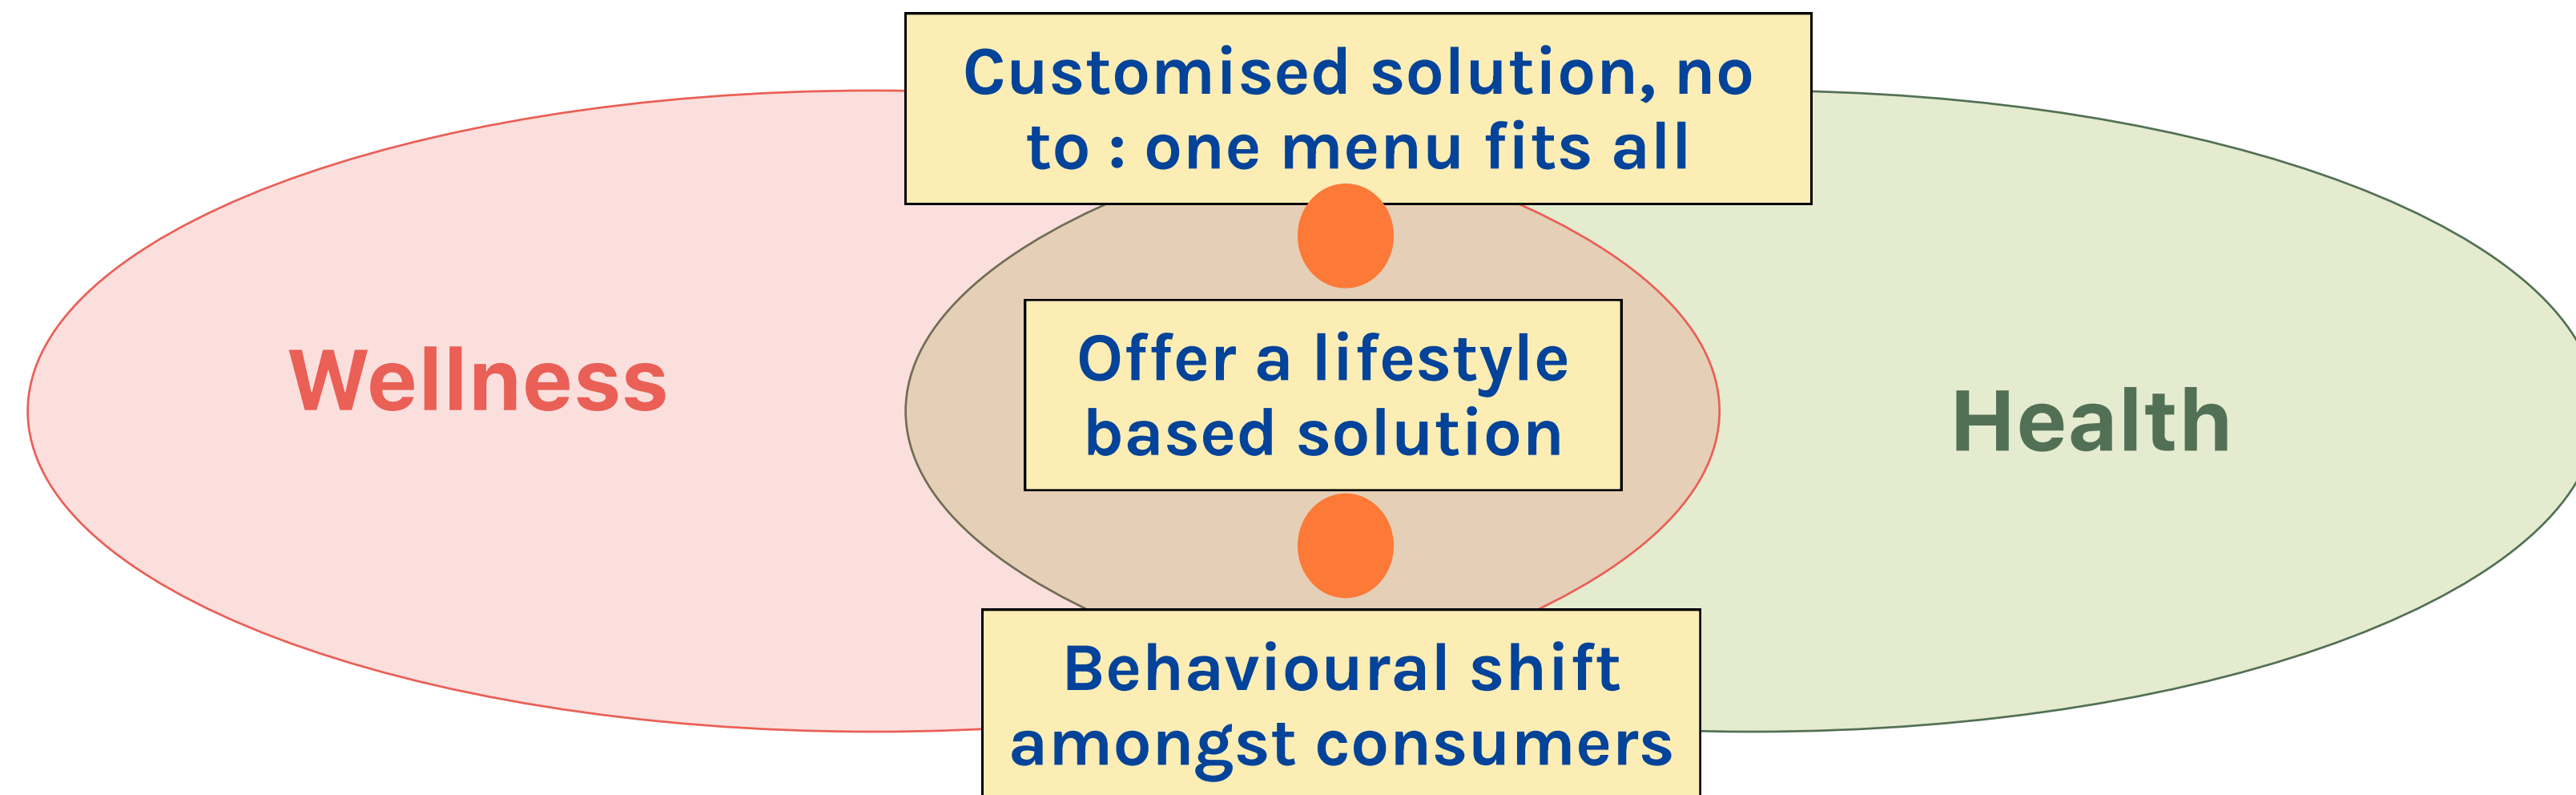 Customised solution, no
to : one menu fits all
Wellness
Offer a lifestyle
based solution
Health
Behavioural shift
amongst consumers